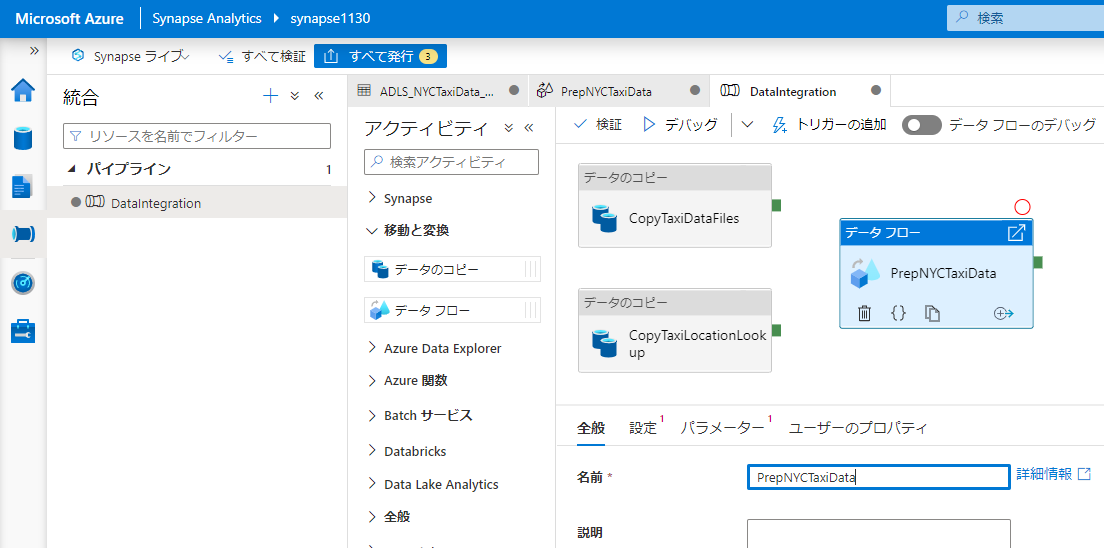 Microsoft Azure
Synapse Analytics
synapse1130
検索
Synapse ライブ
すべて検証
すべて発行
3
統合
リソースを名前でフィルター
パイプライン
1
DataIntegration
ADLS_NYCTaxiData_...
PrepNYCTaxiData
DataIntegration
アクティビティ
検索アクティビティ
Synapse
移動と変換
データのコピー
データ フロー
Azure Data Explorer
Azure 関数
Batch サービス
Databricks
Data Lake Analytics
全般
検証
デバッグ
トリガーの追加
データ フローのデバッグ
データのコピー
CopyTaxiDataFiles
データのコピー
CopyTaxiLocationLook
up
データ フロー
PrepNYCTaxiData
{}
全般
設定 1
パラメーター 1
ユーザーのプロパティ
名前 *
PrepNYCTaxiData
詳細情報
説明